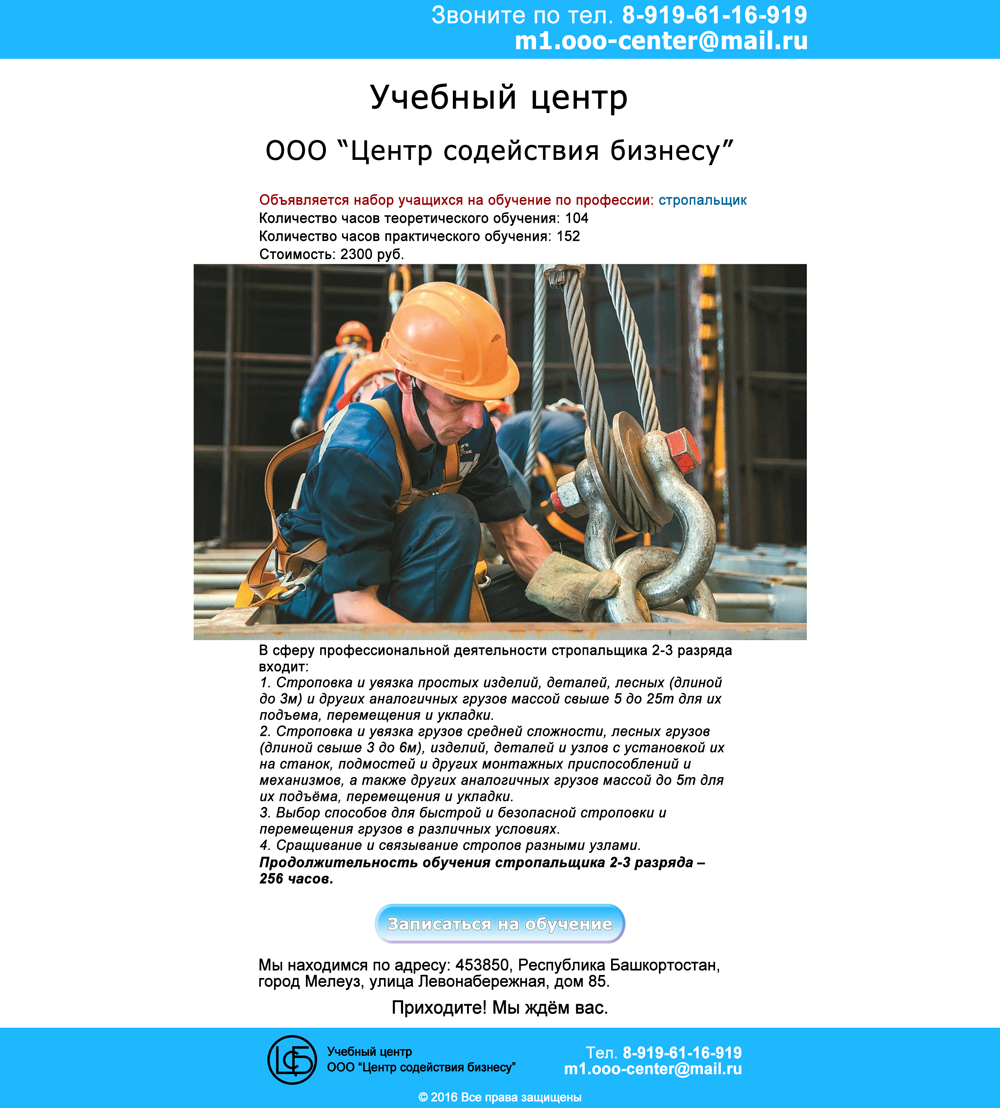 Звоните по тел. 8-919-61-16-919
m1.ooo-center@mail.ru
Учебный центр
ООО “Центр содействия бизнесу”
Объявляется набор учащихся на обучение по профессии: стропальщик
Количество часов теоретического обучения: 104
Количество часов практического обучения: 152
Стоимость: 2300 руб.
В сферу профессиональной деятельности стропальщика 2-3 разряда
входит:
1. Строповка и увязка простых изделий, деталей, лесных (длиной
до 3м) и других аналогичных грузов массой свыше 5 до 25т для их
подъема, перемещения и укладки.
2. Строповка и увязка грузов средней сложности, лесных грузов
(длиной свыше 3 до 6м), изделий, деталей и узлов с установкой их
на станок, подмостей и других монтажных приспособлений и
механизмов, а также других аналогичных грузов массой до 5т для
их подъёма, перемещения и укладки.
3. Выбор способов для быстрой и безопасной строповки и
перемещения грузов в различных условиях.
4. Сращивание и связывание стропов разными узлами.
Продолжительность обучения стропальщика 2-3 разряда –
256 часов.
Записаться на обучение
Мы находимся по адресу: 453850, Республика Башкортостан,
город Мелеуз, улица Левонабережная, дом 85.
Приходите! Мы ждём вас.
ЦСБ
Учебный центр
ООО “Центр содействия бизнесу”
Тел. 8-919-61-16-919
m1.ooo-center@mail.ru
© 2016 Все права защищены